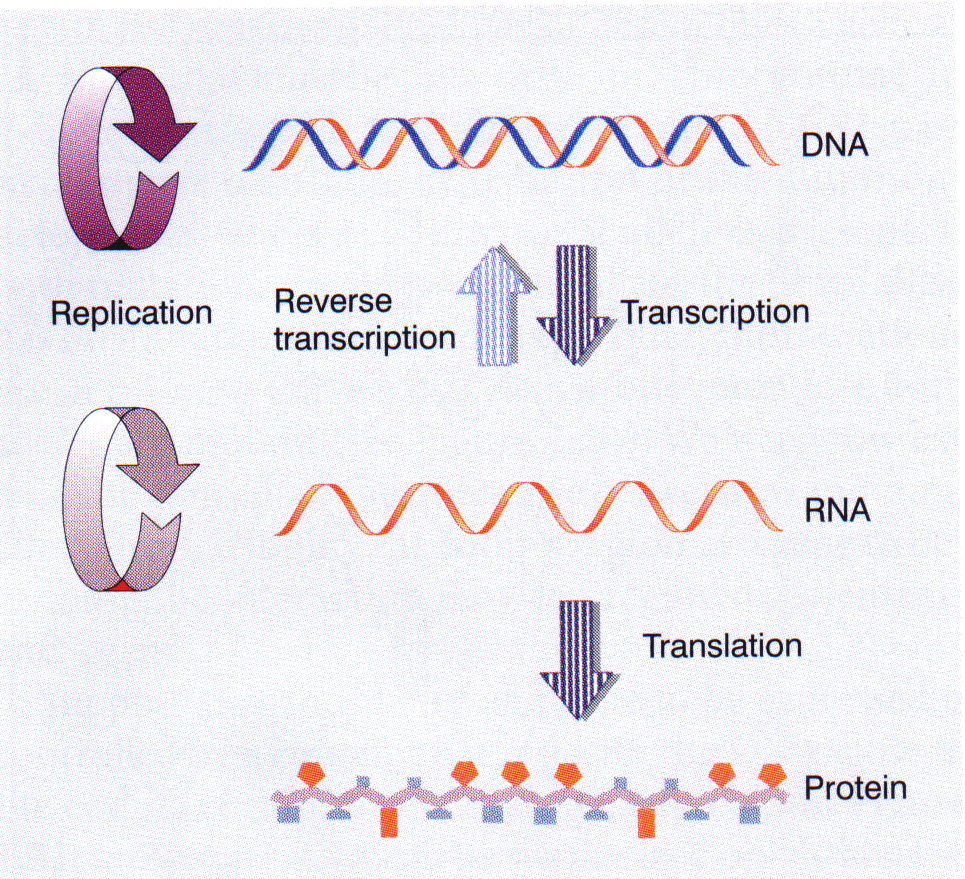 DNA
Replication
Reverse
transcription
Transcription
RNA
Translation
Protein